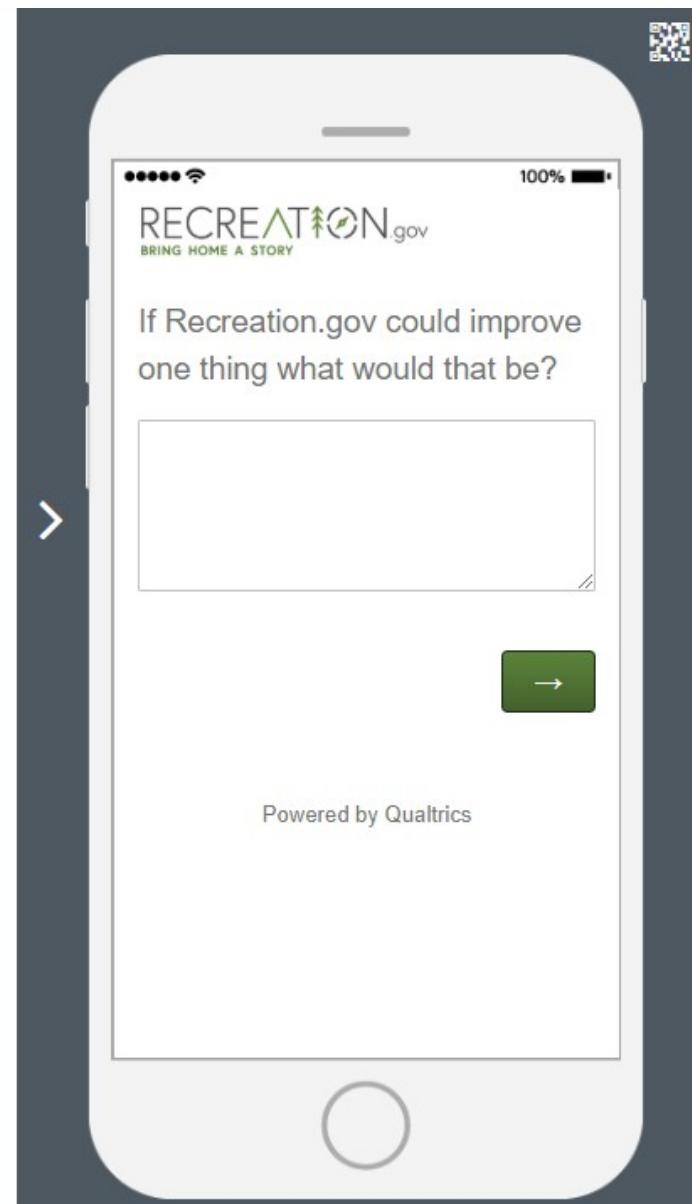 100%
RECREATION.gov
BRING HOME A STORY
If Recreation.gov could improve
one thing what would that be?
→
Powered by Qualtrics